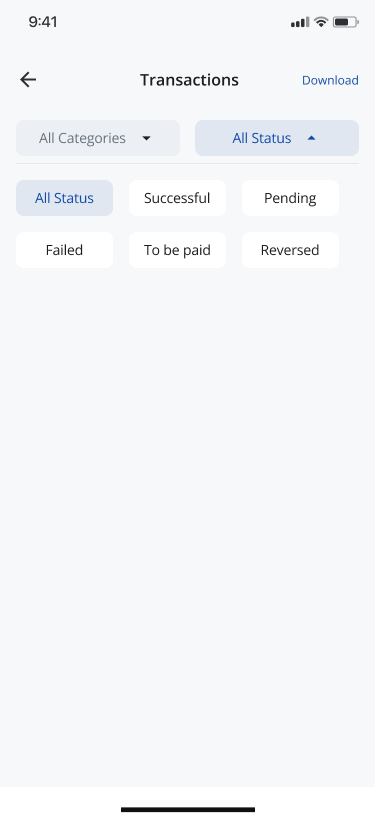 9:41
Transactions Download
All Categories All Status
All Status Successful Pending
Failed To be paid Reversed